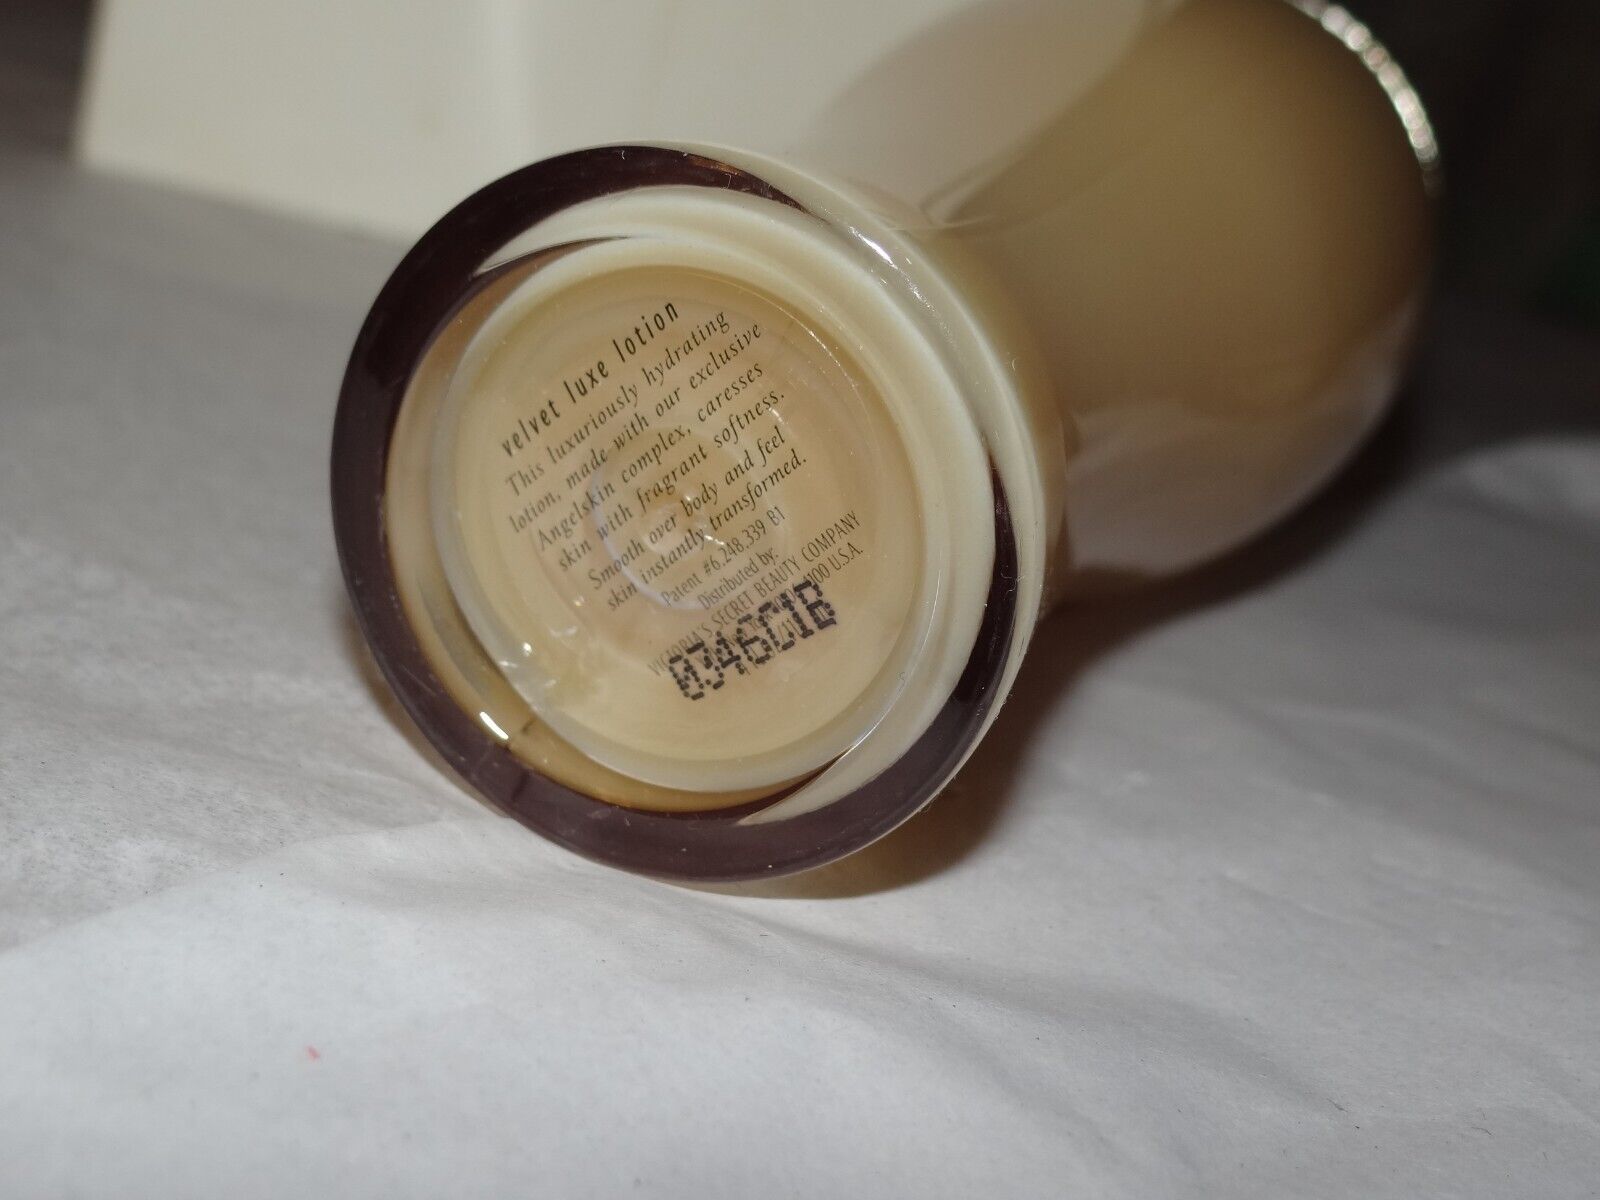 velvet luxe lotion
This luxuriously hydrating
lotion, made with our exclusive
Angelskin complex, caresses
skin with fragrant softness.
Smooth over body and feel
skin instantly transformed.
Patent #6.248.339 B1
Distributed by:
VICTORIA'S SECRET BEAUTY COMPANY
U.S.A.
0346C1B